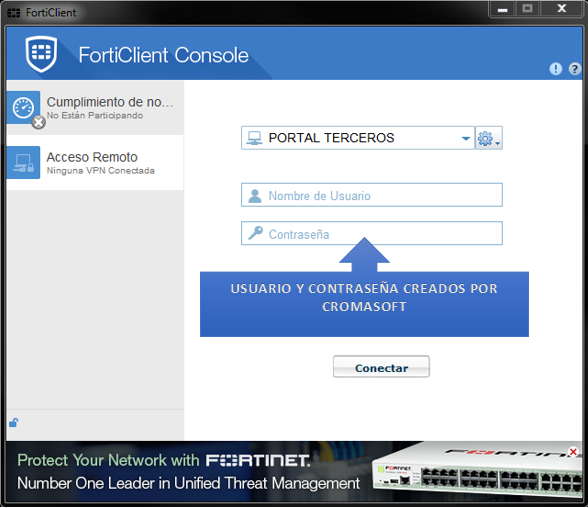 FortiClient
FortiClient Console
Cumplimiento de no...
No Están Participando
Acceso Remoto
Ninguna VPN Conectada
PORTAL TERCEROS
Nombre de Usuario
Contraseña
USUARIO Y CONTRASEÑA CREADOS POR
CROMASOFT
Conectar
Protect Your Network with FORTINET.
Number One Leader in Unified Threat Management